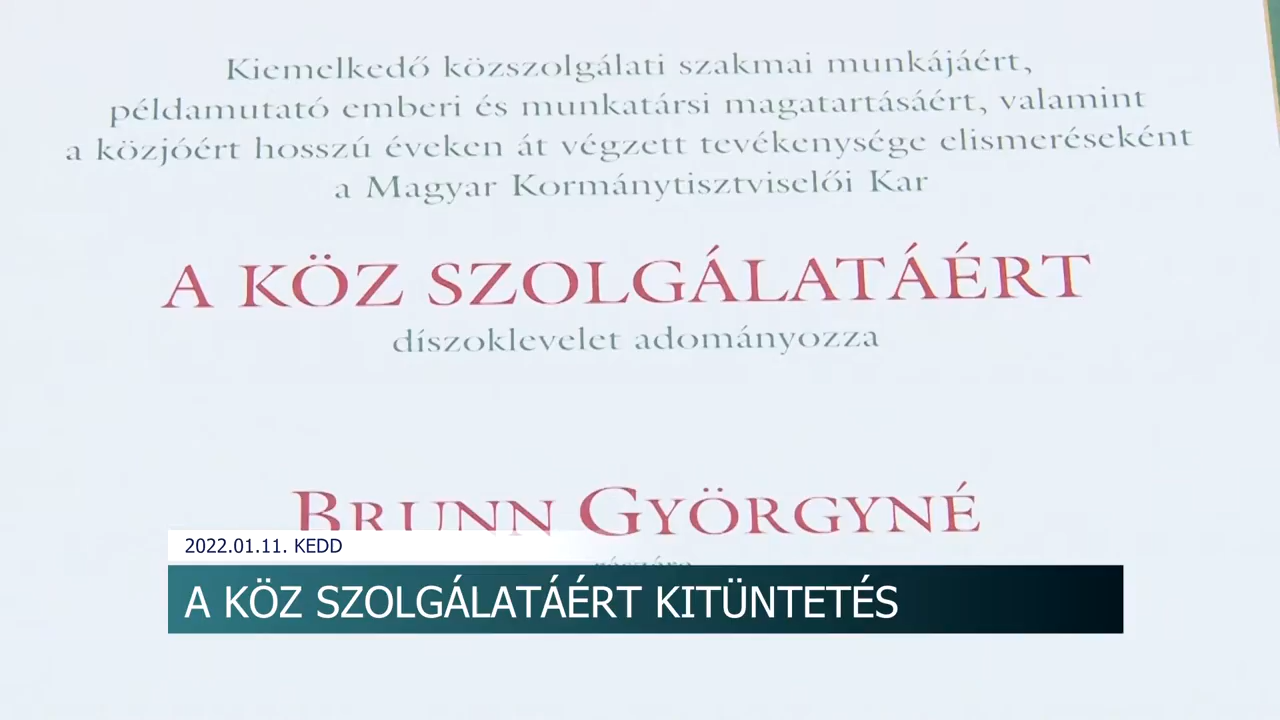 Kiemelkedő közszolgálati szakmai munkájáért,
példamutató emberi és munkatársi magatartásáért, valamint
a közjóért hosszú éveken át végzett tevékenysége elismeréseként
a Magyar Kormánytisztviselői Kar
A KÖZ SZOLGÁLATÁÉRT
díszoklevelet adományozza
BRUNN GYÖRGYNÉ
2022.01.11. KEDD
A KÖZ SZOLGÁLATÁÉRT KITÜNTETÉS